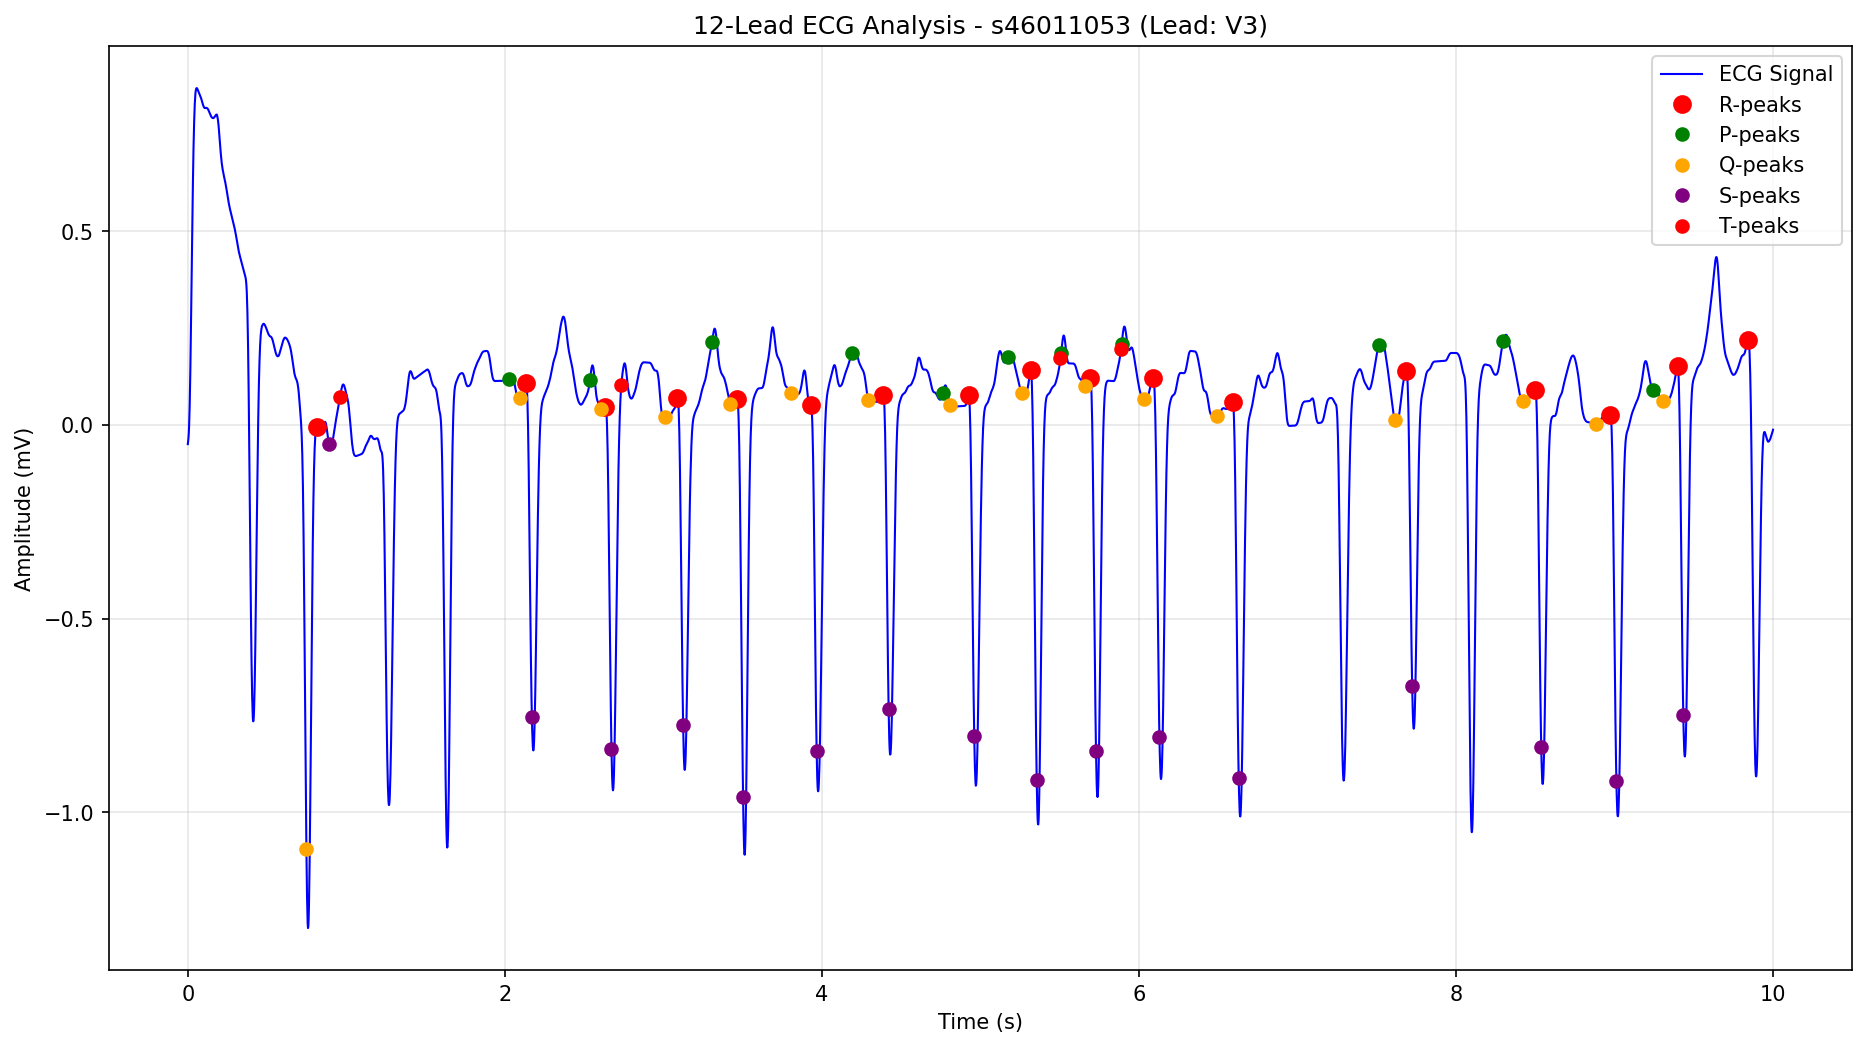 12-Lead ECG Analysis - s46011053 (Lead: V3)
ECG Signal
R-peaks
P-peaks
Q-peaks
S-peaks
T-peaks
Amplitude (mV)
0.5
0.0
−0.5
−1.0
0 2 4 6 8 10
Time (s)